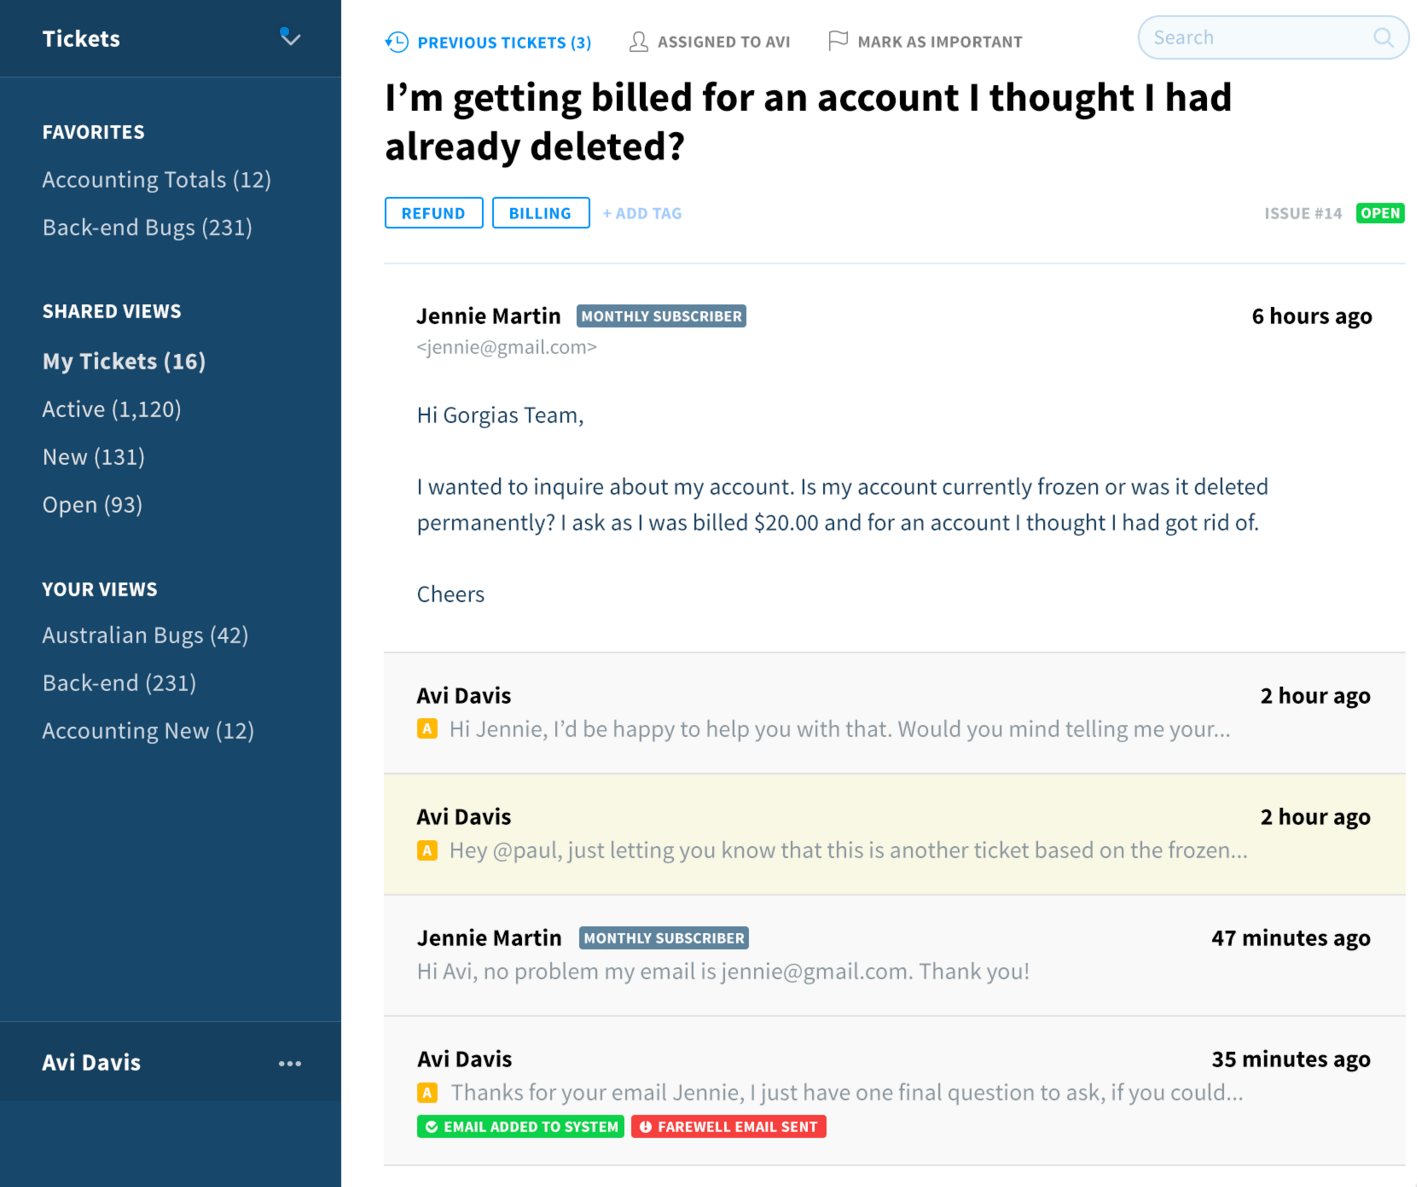 Tickets
FAVORITES
Accounting Totals (12)
Back-end Bugs (231)
SHARED VIEWS
My Tickets (16)
Active (1,120)
New (131)
Open (93)
YOUR VIEWS
Australian Bugs (42)
Back-end (231)
Accounting New (12)
Avi Davis
PREVIOUS TICKETS (3)
ASSIGNED TO AVI
MARK AS IMPORTANT
Search
I’m getting billed for an account I thought I had
already deleted?
REFUND BILLING + ADD TAG
ISSUE #14 OPEN
Jennie Martin MONTHLY SUBSCRIBER 6 hours ago
<jennie@gmail.com>
Hi Gorgias Team,
I wanted to inquire about my account. Is my account currently frozen or was it deleted
permanently? I ask as I was billed $20.00 and for an account I thought I had got rid of.
Cheers
Avi Davis 2 hour ago
A Hi Jennie, I’d be happy to help you with that. Would you mind telling me your...
Avi Davis 2 hour ago
A Hey @paul, just letting you know that this is another ticket based on the frozen...
Jennie Martin MONTHLY SUBSCRIBER 47 minutes ago
Hi Avi, no problem my email is jennie@gmail.com. Thank you!
Avi Davis 35 minutes ago
A Thanks for your email Jennie, I just have one final question to ask, if you could...
EMAIL ADDED TO SYSTEM FAREWELL EMAIL SENT